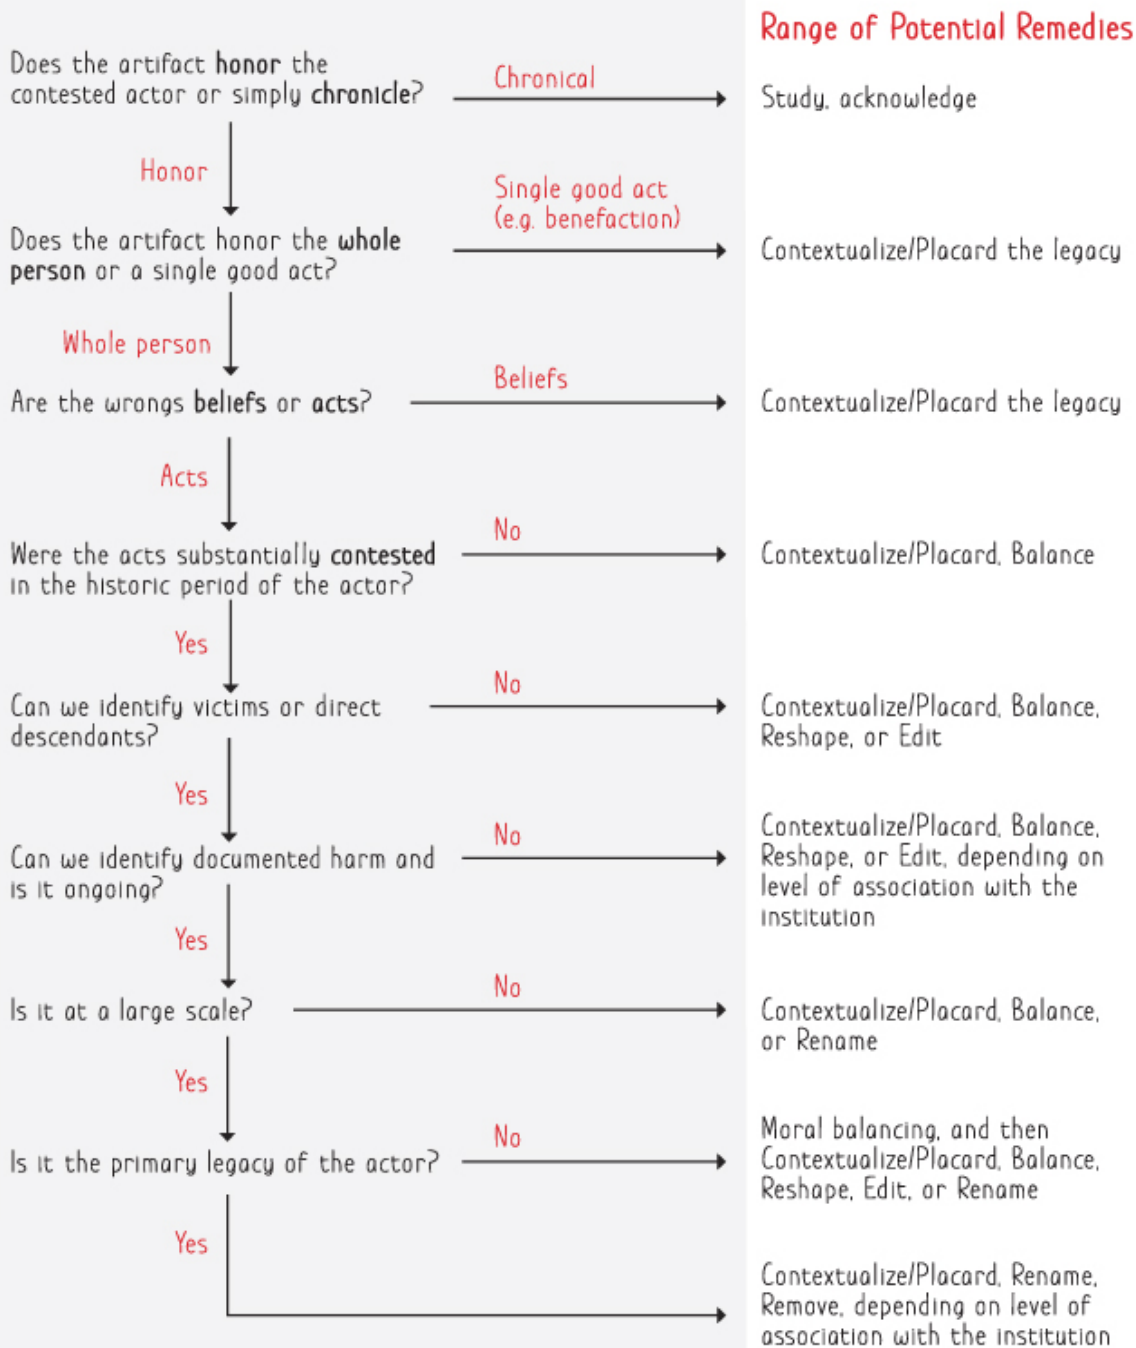 Range of Potential Remedies
Does the artifact honor the
contested actor or simply chronicle?
Chronical
Study, acknowledge
Honor
Single good act
(e.g. benefaction)
Does the artifact honor the whole
person or a single good act?
Contextualize/Placard the legacy
Whole person
Beliefs
Are the wrongs beliefs or acts?
Contextualize/Placard the legacy
Acts
No
Were the acts substantially contested
in the historic period of the actor?
Contextualize/Placard, Balance
Yes
No
Can we identify victims or direct
descendants?
Contextualize/Placard, Balance,
Reshape, or Edit
Yes
No
Can we identify documented harm and
is it ongoing?
Contextualize/Placard, Balance,
Reshape, or Edit, depending on
level of association with the
institution
Yes
No
Is it at a large scale?
Contextualize/Placard, Balance,
or Rename
Yes
No
Is it the primary legacy of the actor?
Moral balancing, and then
Contextualize/Placard, Balance,
Reshape, Edit, or Rename
Yes
Contextualize/Placard, Rename,
Remove, depending on level of
association with the institution